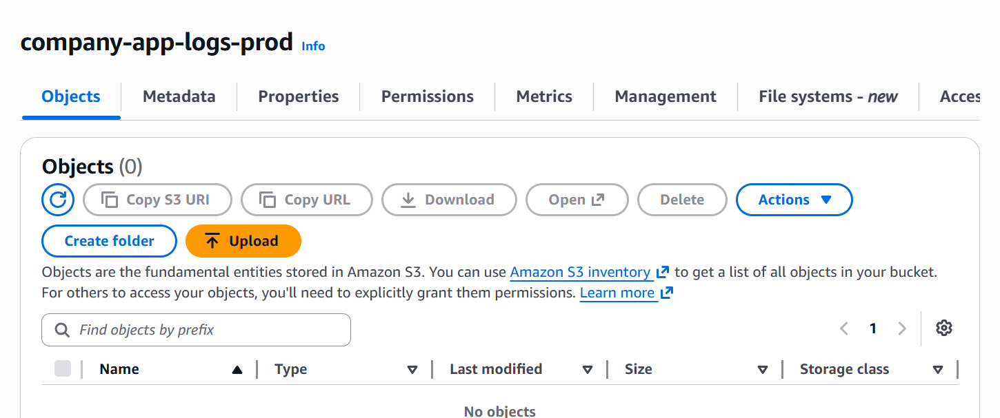 company-app-logs-prod Info
Objects Metadata Properties Permissions Metrics Management File systems - new Acces
Objects (0)
Copy S3 URI Copy URL Download Open Delete Actions
Create folder Upload
Objects are the fundamental entities stored in Amazon S3. You can use Amazon S3 inventory to get a list of all objects in your bucket.
For others to access your objects, you'll need to explicitly grant them permissions. Learn more
Find objects by prefix 1
Name Type Last modified Size Storage class
No objects